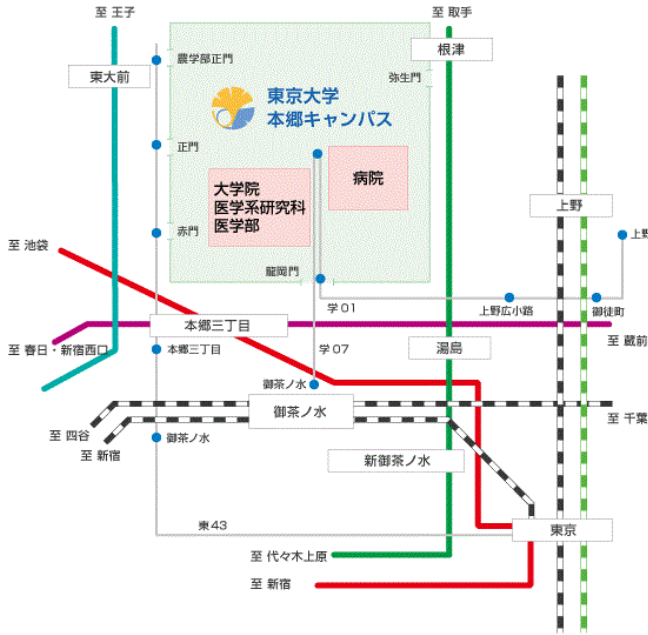 至 王子
至 取手
農学部正門
根津
東大前
弥生門
東京大学
本郷キャンパス
正門
病院
大学院
医学系研究科
医学部
上野
赤門
上野
至 池袋
龍岡門
学01
上野広小路
御徒町
本郷三丁目
至 蔵前
至 春日・新宿西口
本郷三丁目
学07
湯島
御茶ノ水
御茶ノ水
至 千葉
至 四谷
御茶ノ水
至 新宿
新御茶ノ水
東43
東京
至 代々木上原
至 新宿